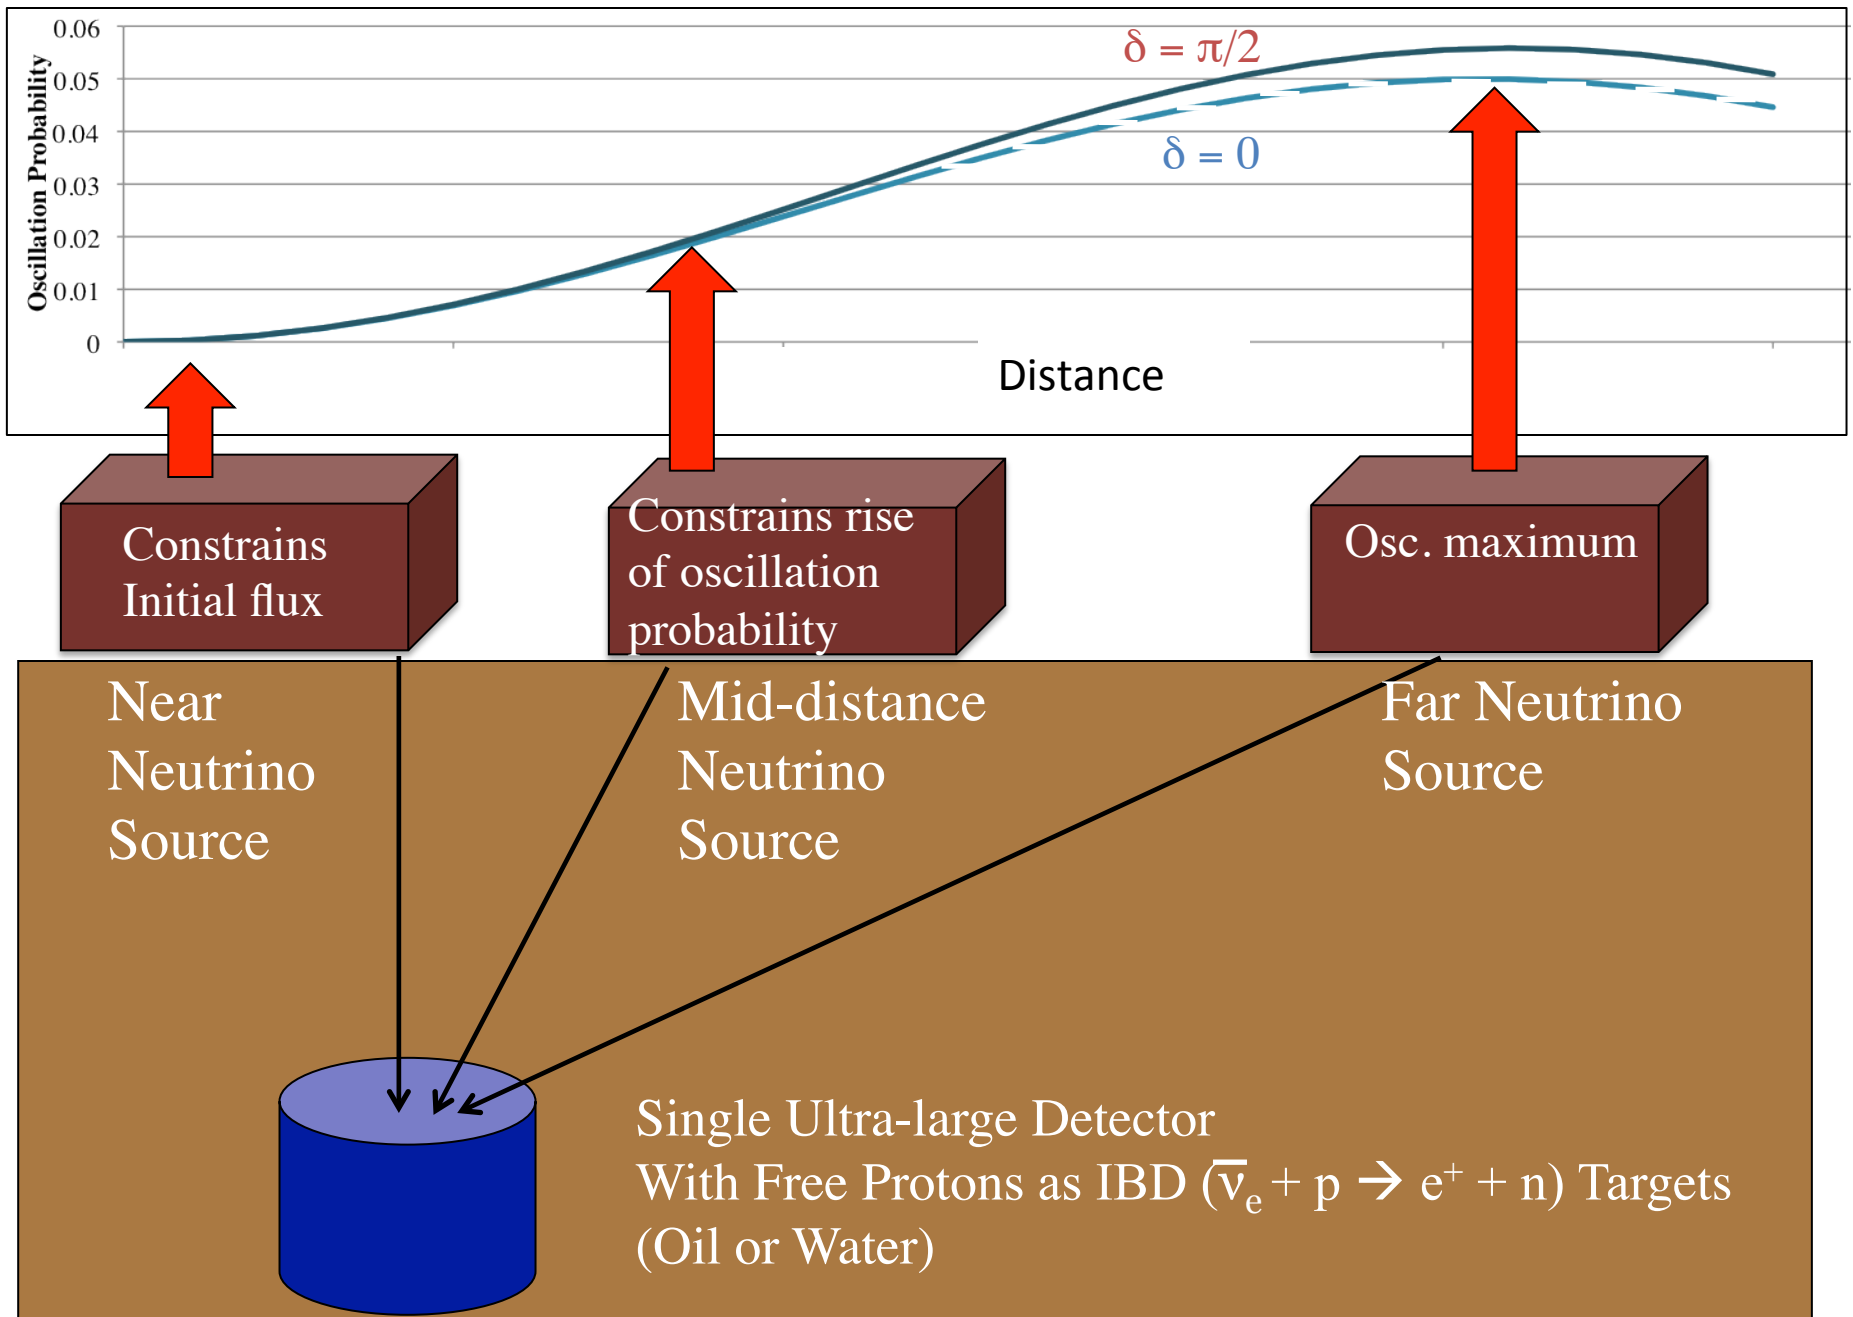 0.06
0.05
0.04
0.03
0.02
0.01
0
Oscillation Probability
δ = π/2
δ = 0
Distance
Constrains
Initial flux
Constrains rise
of oscillation
probability
Osc. maximum
Near
Neutrino
Source
Mid-distance
Neutrino
Source
Far Neutrino
Source
Single Ultra-large Detector
With Free Protons as IBD (ν̅ₑ + p → e⁺ + n) Targets
(Oil or Water)